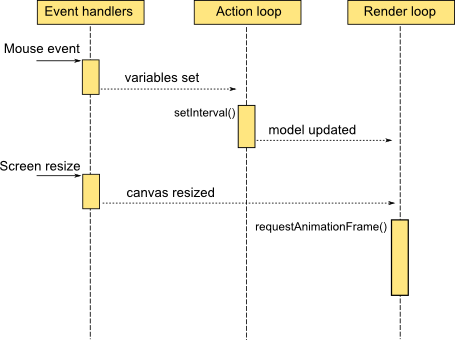 Event handlers
Action loop
Render loop
Mouse event
variables set
setInterval()
model updated
Screen resize
canvas resized
requestAnimationFrame()